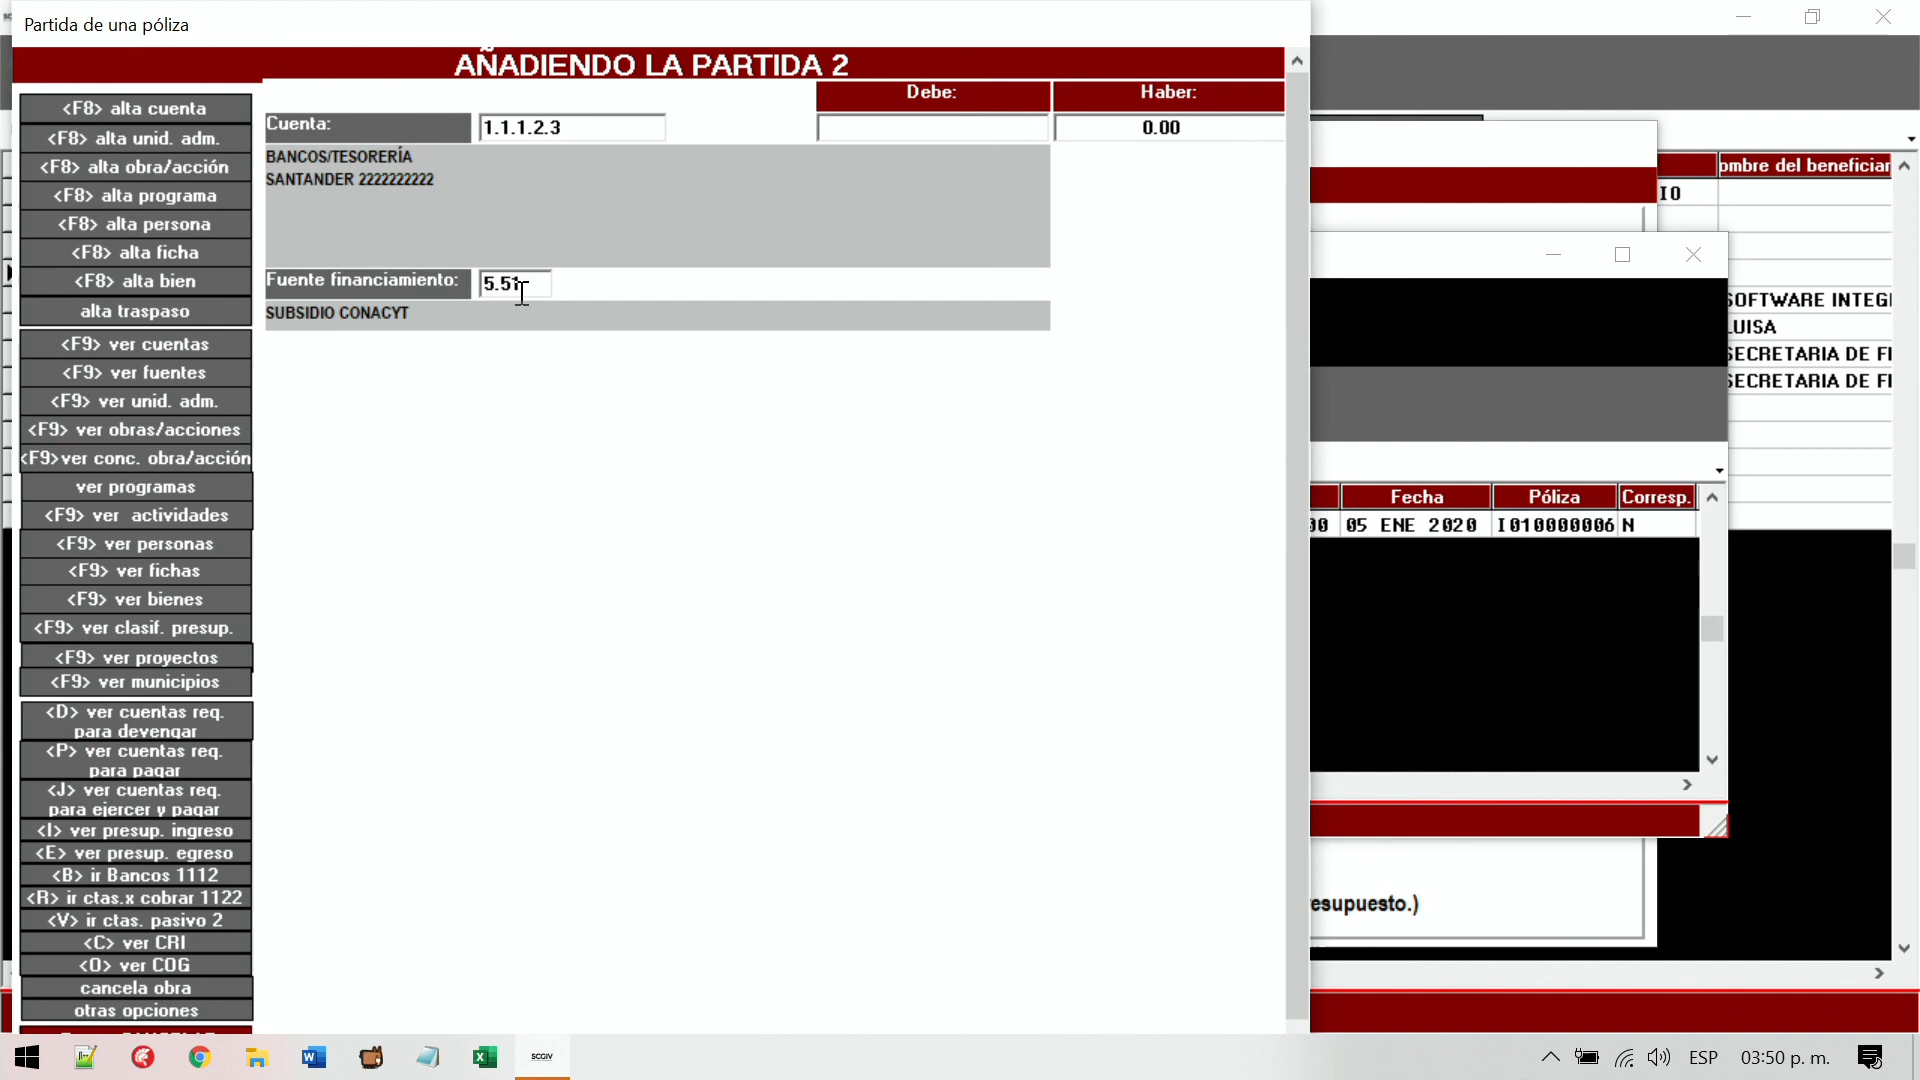 Partida de una póliza
AÑADIENDO LA PARTIDA 2
Debe:
Haber:
Cuenta:
1.1.1.2.3
0.00
BANCOS/TESORERÍA
SANTANDER 2222222222
Fuente financiamiento:
5.51
SUBSIDIO CONACYT
<F8> alta cuenta
<F8> alta unid. adm.
<F8> alta obra/acción
<F8> alta programa
<F8> alta persona
<F8> alta ficha
<F8> alta bien
alta traspaso
<F9> ver cuentas
<F9> ver fuentes
<F9> ver unid. adm.
<F9> ver obras/acciones
<F9>ver conc. obra/acción
ver programas
<F9> ver actividades
<F9> ver personas
<F9> ver fichas
<F9> ver bienes
<F9> ver clasif. presup.
<F9> ver proyectos
<F9> ver municipios
<D> ver cuentas req.
para devengar
<P> ver cuentas req.
para pagar
<J> ver cuentas req.
para ejercer y pagar
<I> ver presup. ingreso
<E> ver presup. egreso
<B> ir Bancos 1112
<R> ir ctas.x cobrar 1122
<V> ir ctas. pasivo 2
<C> ver CRI
<O> ver COG
cancela obra
otras opciones
ombre del beneficiar
IO
SOFTWARE INTEGI
LUISA
SECRETARIA DE FI
SECRETARIA DE FI
Fecha
Póliza
Corresp.
00
05 ENE 2020
I010000006
N
esupuesto.)
SCGIV
ESP
03:50 p. m.